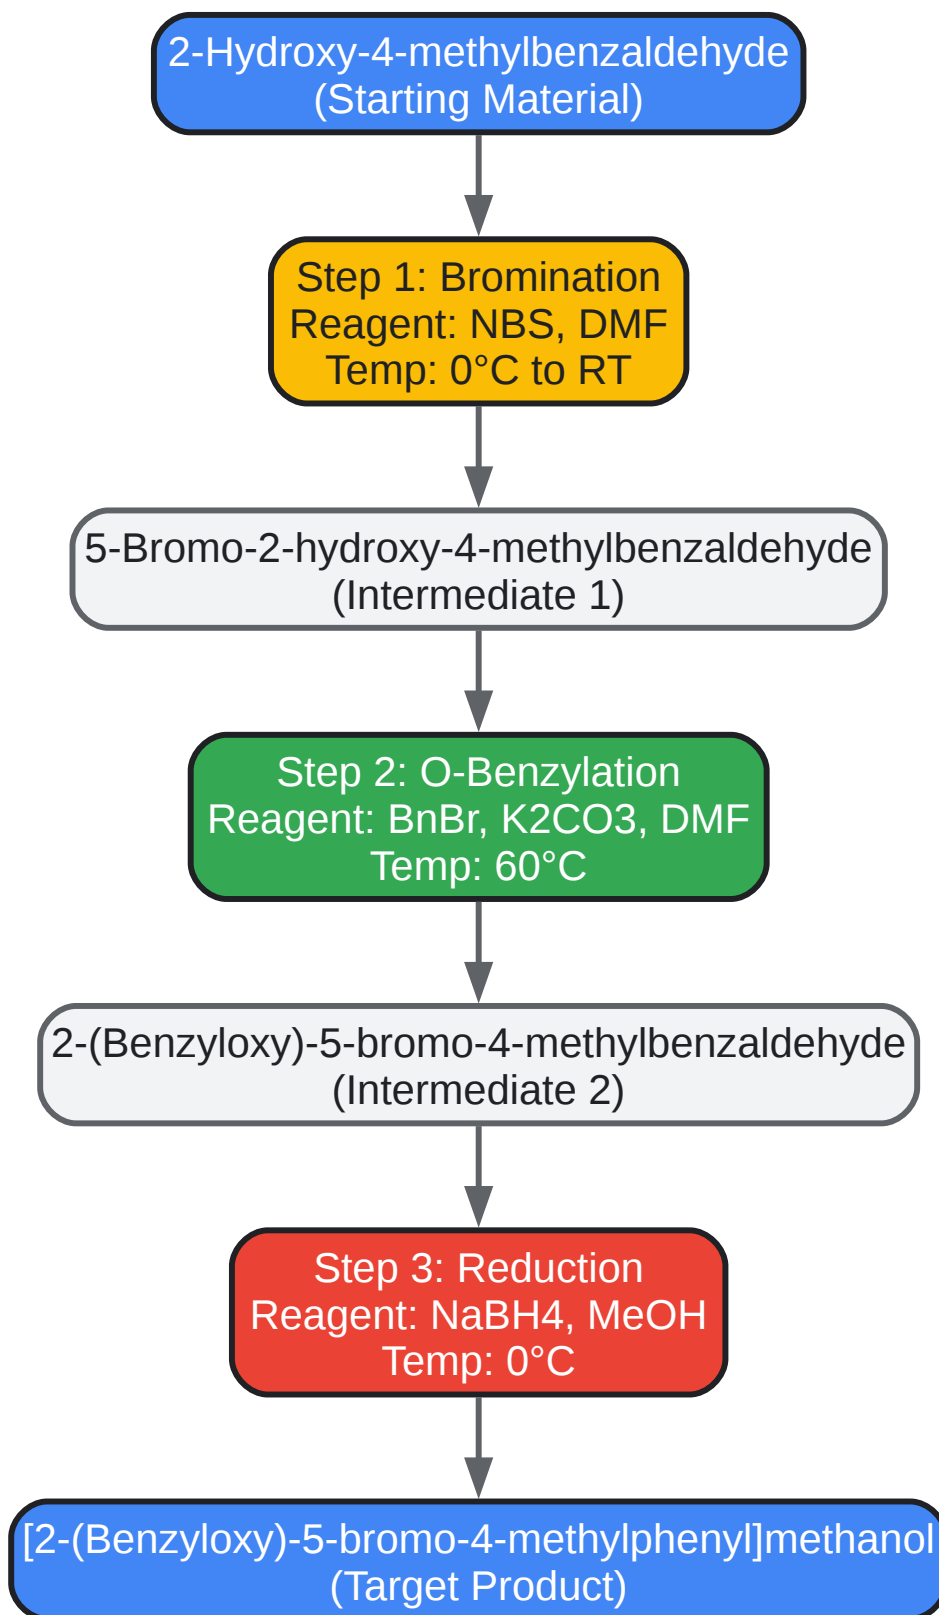 2-Hydroxy-4-methylbenzaldehyde
(Starting Material)
Step 1: Bromination
Reagent: NBS, DMF
Temp: 0°C to RT
5-Bromo-2-hydroxy-4-methylbenzaldehyde
(Intermediate 1)
Step 2: O-Benzylation
Reagent: BnBr, K2CO3, DMF
Temp: 60°C
2-(Benzyloxy)-5-bromo-4-methylbenzaldehyde
(Intermediate 2)
Step 3: Reduction
Reagent: NaBH4, MeOH
Temp: 0°C
[2-(Benzyloxy)-5-bromo-4-methylphenyl]methanol
(Target Product)